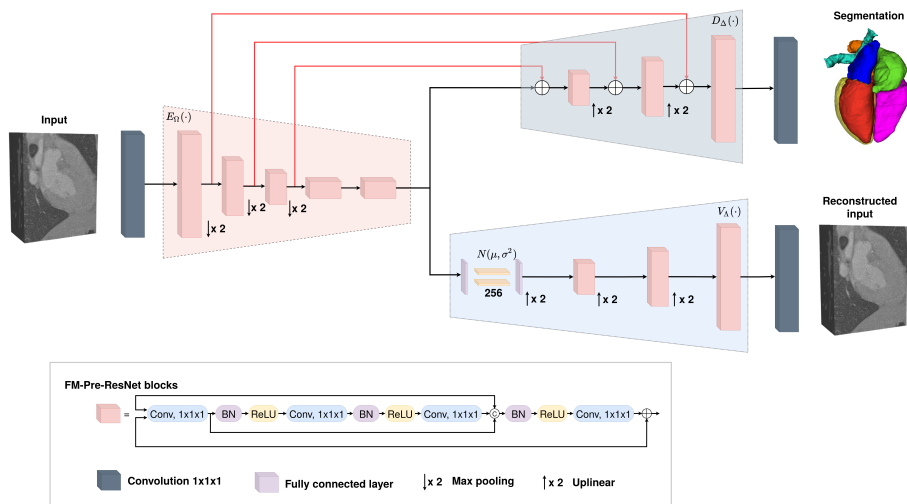 Segmentation
D_Δ(·)
x 2
x 2
Input
E_Ω(·)
x 2
x 2
x 2
Reconstructed
input
V_Λ(·)
N(μ, σ²)
256
x 2
x 2
x 2
FM-Pre-ResNet blocks
= Conv, 1x1x1 BN ReLU Conv, 1x1x1 BN ReLU Conv, 1x1x1 C BN ReLU Conv, 1x1x1
Convolution 1x1x1 Fully connected layer ↓x 2 Max pooling ↑x 2 Uplinear